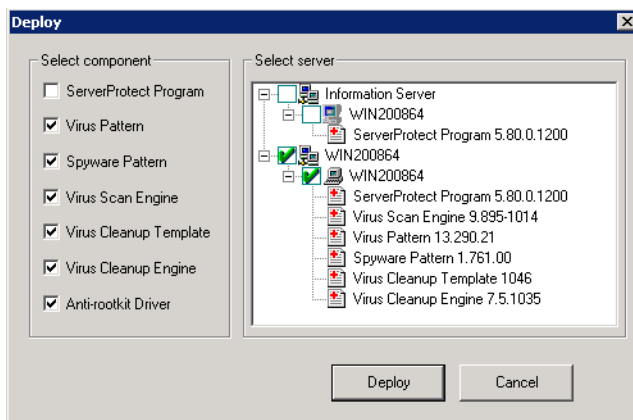 Deploy
Select component
ServerProtect Program
Virus Pattern
Spyware Pattern
Virus Scan Engine
Virus Cleanup Template
Virus Cleanup Engine
Anti-rootkit Driver
Select server
Information Server
WIN200864
ServerProtect Program 5.80.0.1200
WIN200864
WIN200864
ServerProtect Program 5.80.0.1200
Virus Scan Engine 9.895-1014
Virus Pattern 13.290.21
Spyware Pattern 1.761.00
Virus Cleanup Template 1046
Virus Cleanup Engine 7.5.1035
Deploy
Cancel